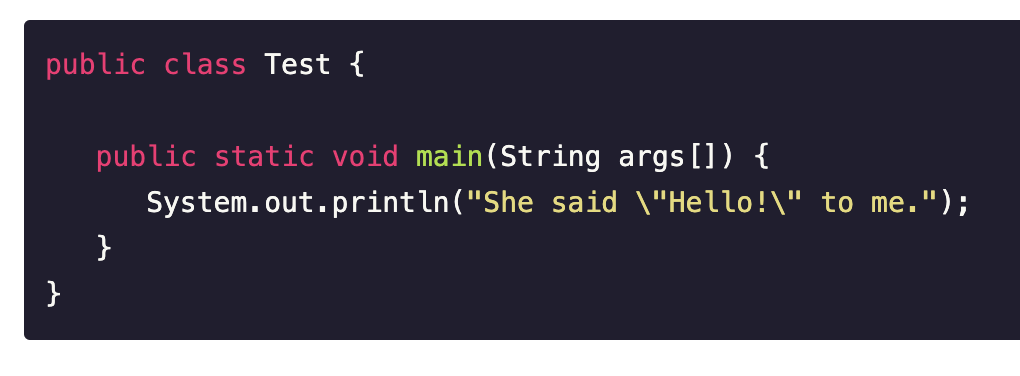 public class Test {
public static void main(String args[]) {
System.out.println("She said \"Hello!\" to me.");
}
}